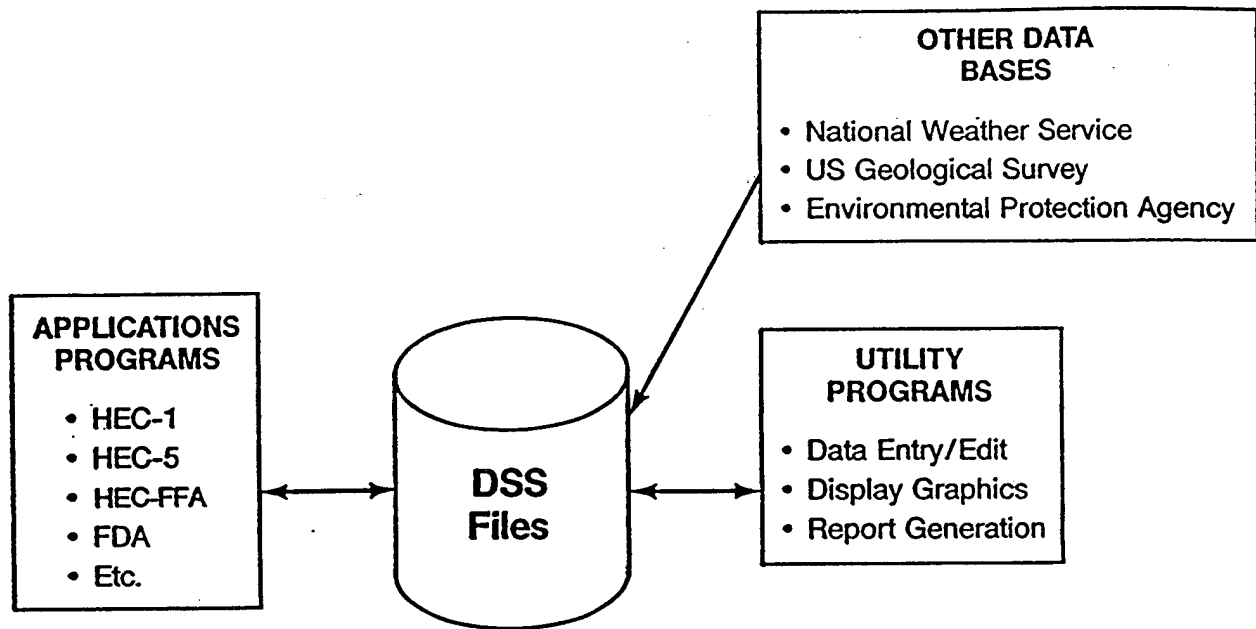 OTHER DATA
BASES
• National Weather Service
• US Geological Survey
• Environmental Protection Agency
APPLICATIONS
PROGRAMS
• HEC-1
• HEC-5
• HEC-FFA
• FDA
• Etc.
DSS
Files
UTILITY
PROGRAMS
• Data Entry/Edit
• Display Graphics
• Report Generation